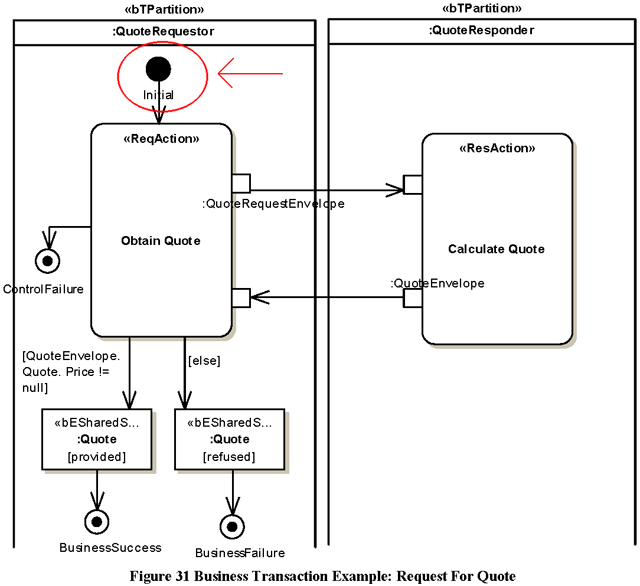 «bTPartition»
:QuoteRequestor
«bTPartition»
:QuoteResponder
Initial
«ReqAction»
Obtain Quote
«ResAction»
Calculate Quote
:QuoteRequestEnvelope
:QuoteEnvelope
ControlFailure
[QuoteEnvelope.
Quote. Price !=
null]
[else]
«bESharedS...
:Quote
[provided]
«bESharedS...
:Quote
[refused]
BusinessSuccess
BusinessFailure
Figure 31 Business Transaction Example: Request For Quote